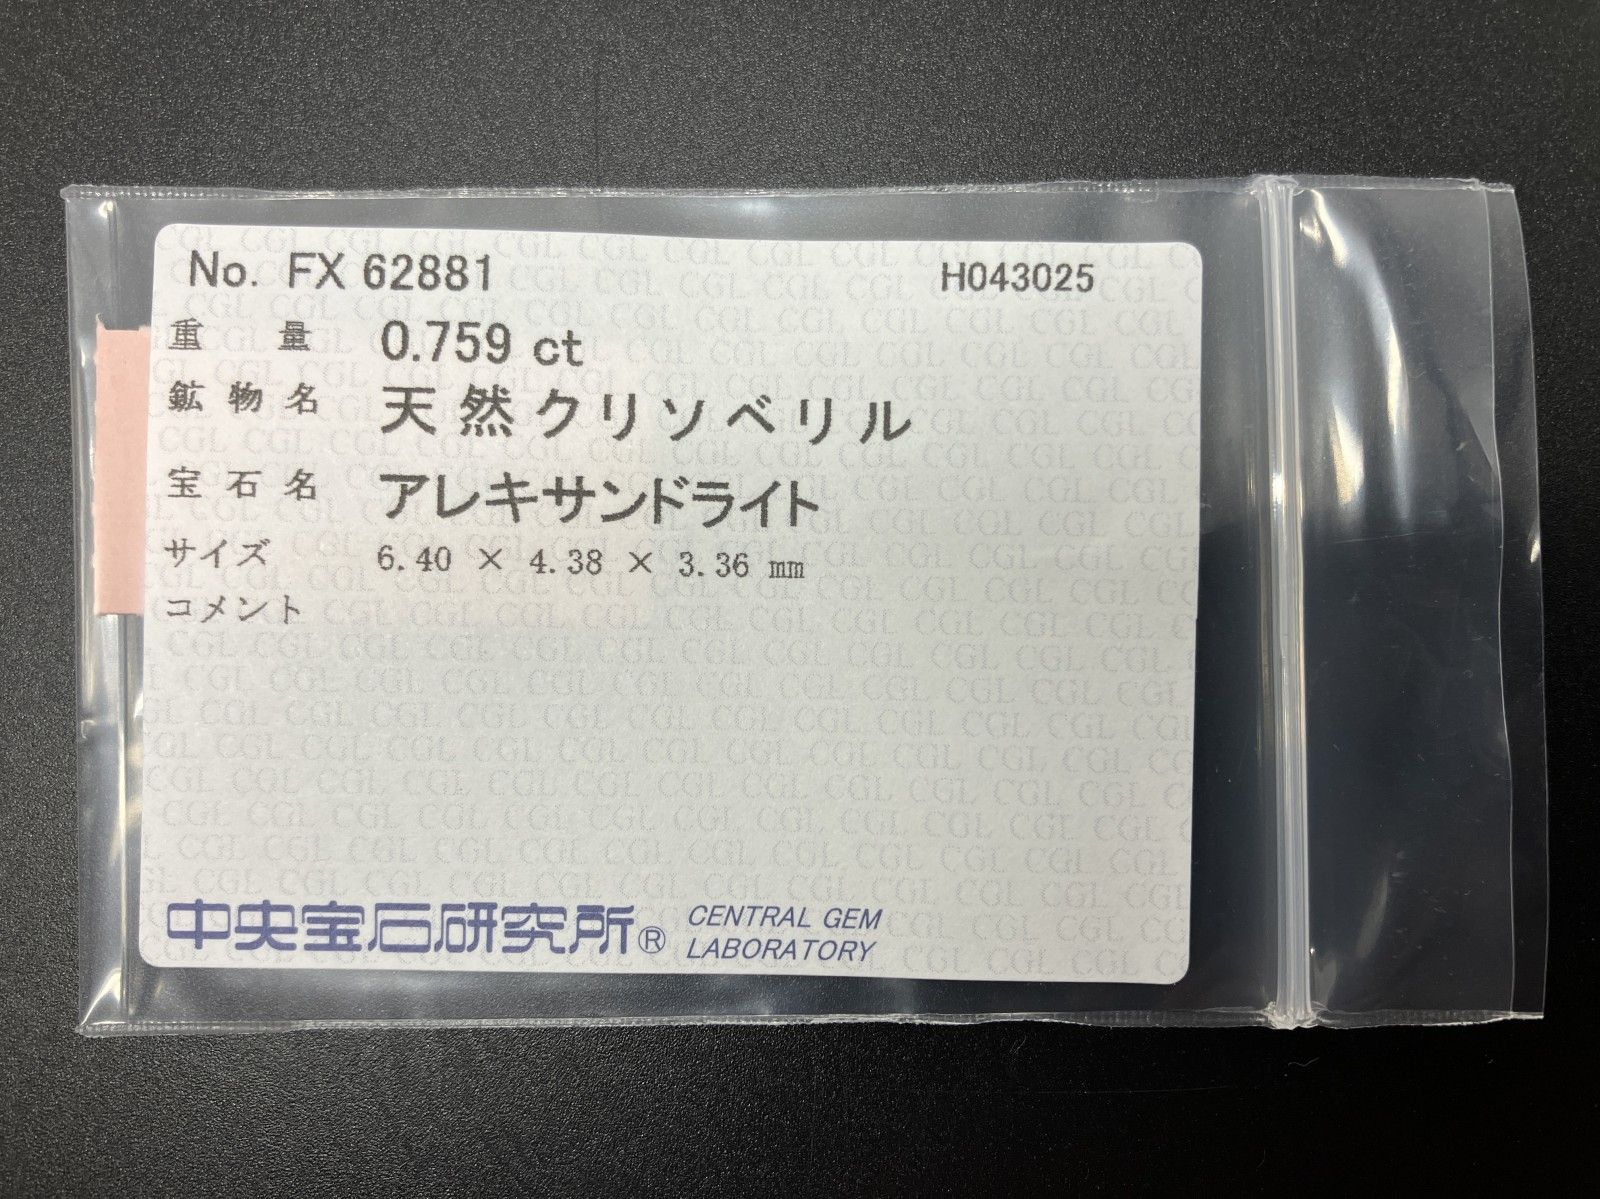 No. FX 62881 H043025
重量 0.759 ct
鉱物名 天然クリソベリル
宝石名 アレキサンドライト
サイズ 6.40 × 4.38 × 3.36 mm
コメント
中央宝石研究所® CENTRAL GEM
LABORATORY